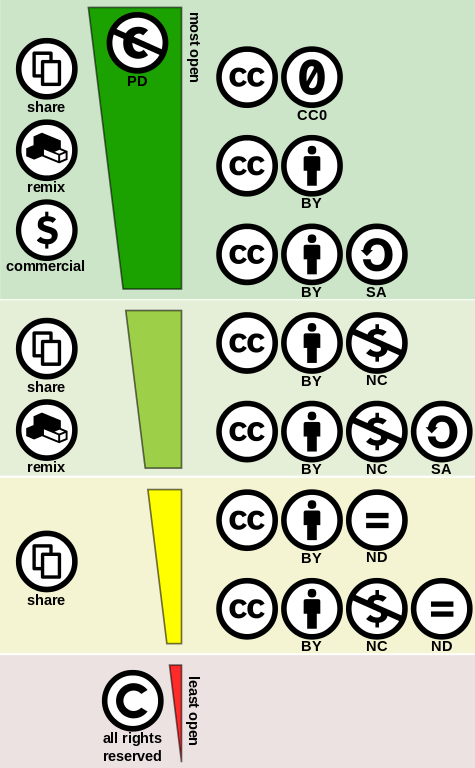 most open
PD
share
remix
commercial
cc
CC0
cc
BY
cc
BY SA
share
remix
cc
BY NC
cc
BY NC SA
share
cc
BY ND
cc
BY NC ND
least open
all rights
reserved